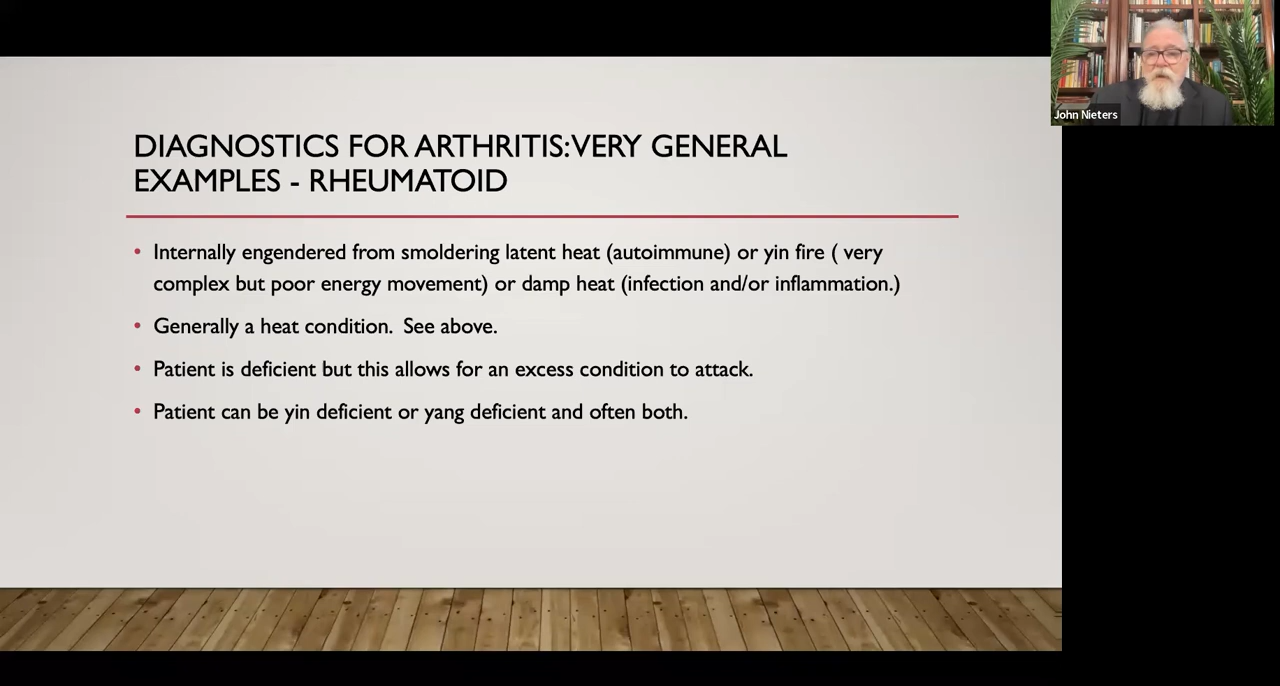 DIAGNOSTICS FOR ARTHRITIS: VERY GENERAL
EXAMPLES - RHEUMATOID
• Internally engendered from smoldering latent heat (autoimmune) or yin fire ( very
complex but poor energy movement) or damp heat (infection and/or inflammation.)
• Generally a heat condition.  See above.
• Patient is deficient but this allows for an excess condition to attack.
• Patient can be yin deficient or yang deficient and often both.
John Nieters